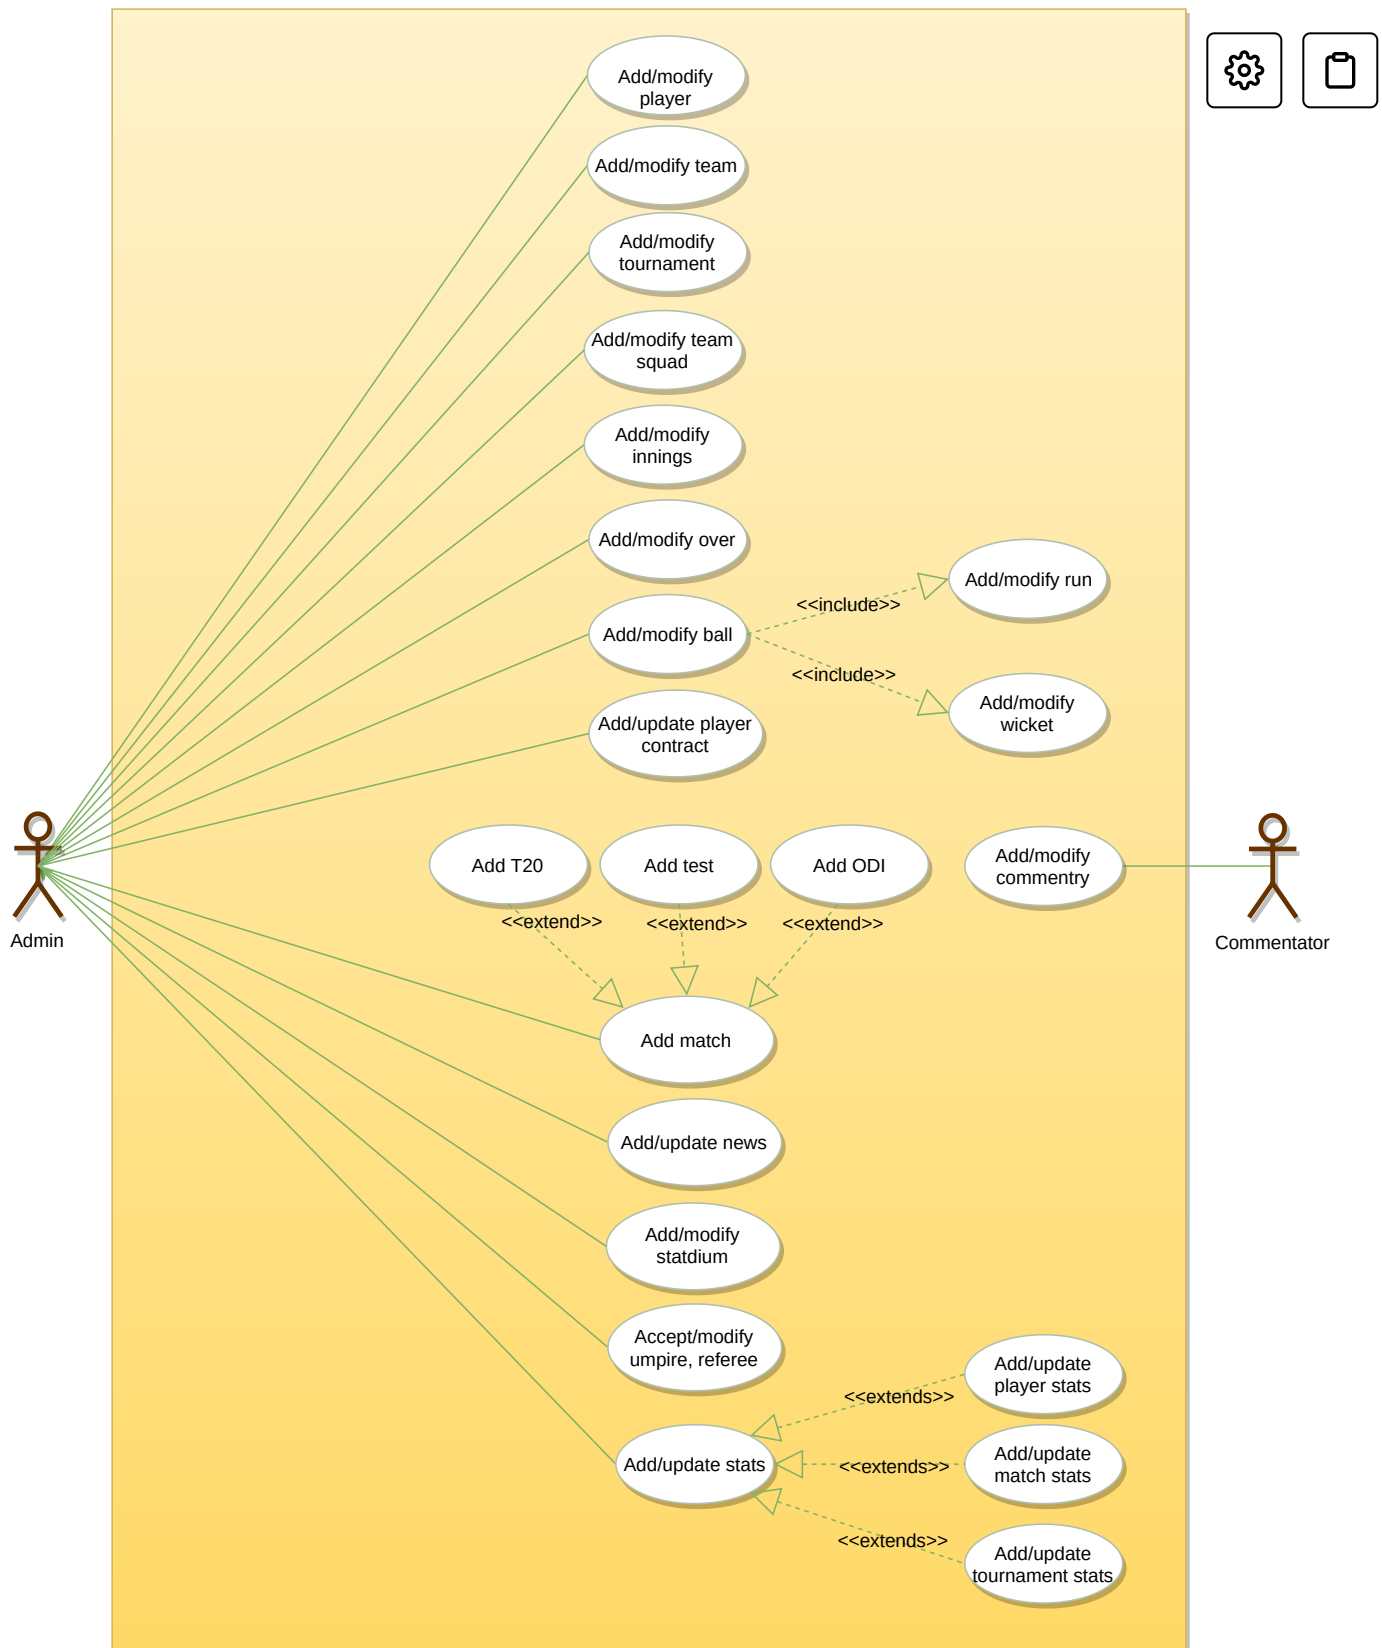 Add/modify
player
Add/modify team
Add/modify
tournament
Add/modify team
squad
Add/modify
innings
Add/modify over
Add/modify run
<<include>>
Add/modify ball
<<include>>
Add/modify
wicket
Add/update player
contract
Add T20
Add test
Add ODI
Add/modify
commentry
<<extend>>
<<extend>>
<<extend>>
Admin
Commentator
Add match
Add/update news
Add/modify
statdium
Accept/modify
umpire, referee
Add/update
player stats
<<extends>>
Add/update stats
<<extends>>
Add/update
match stats
<<extends>>
Add/update
tournament stats